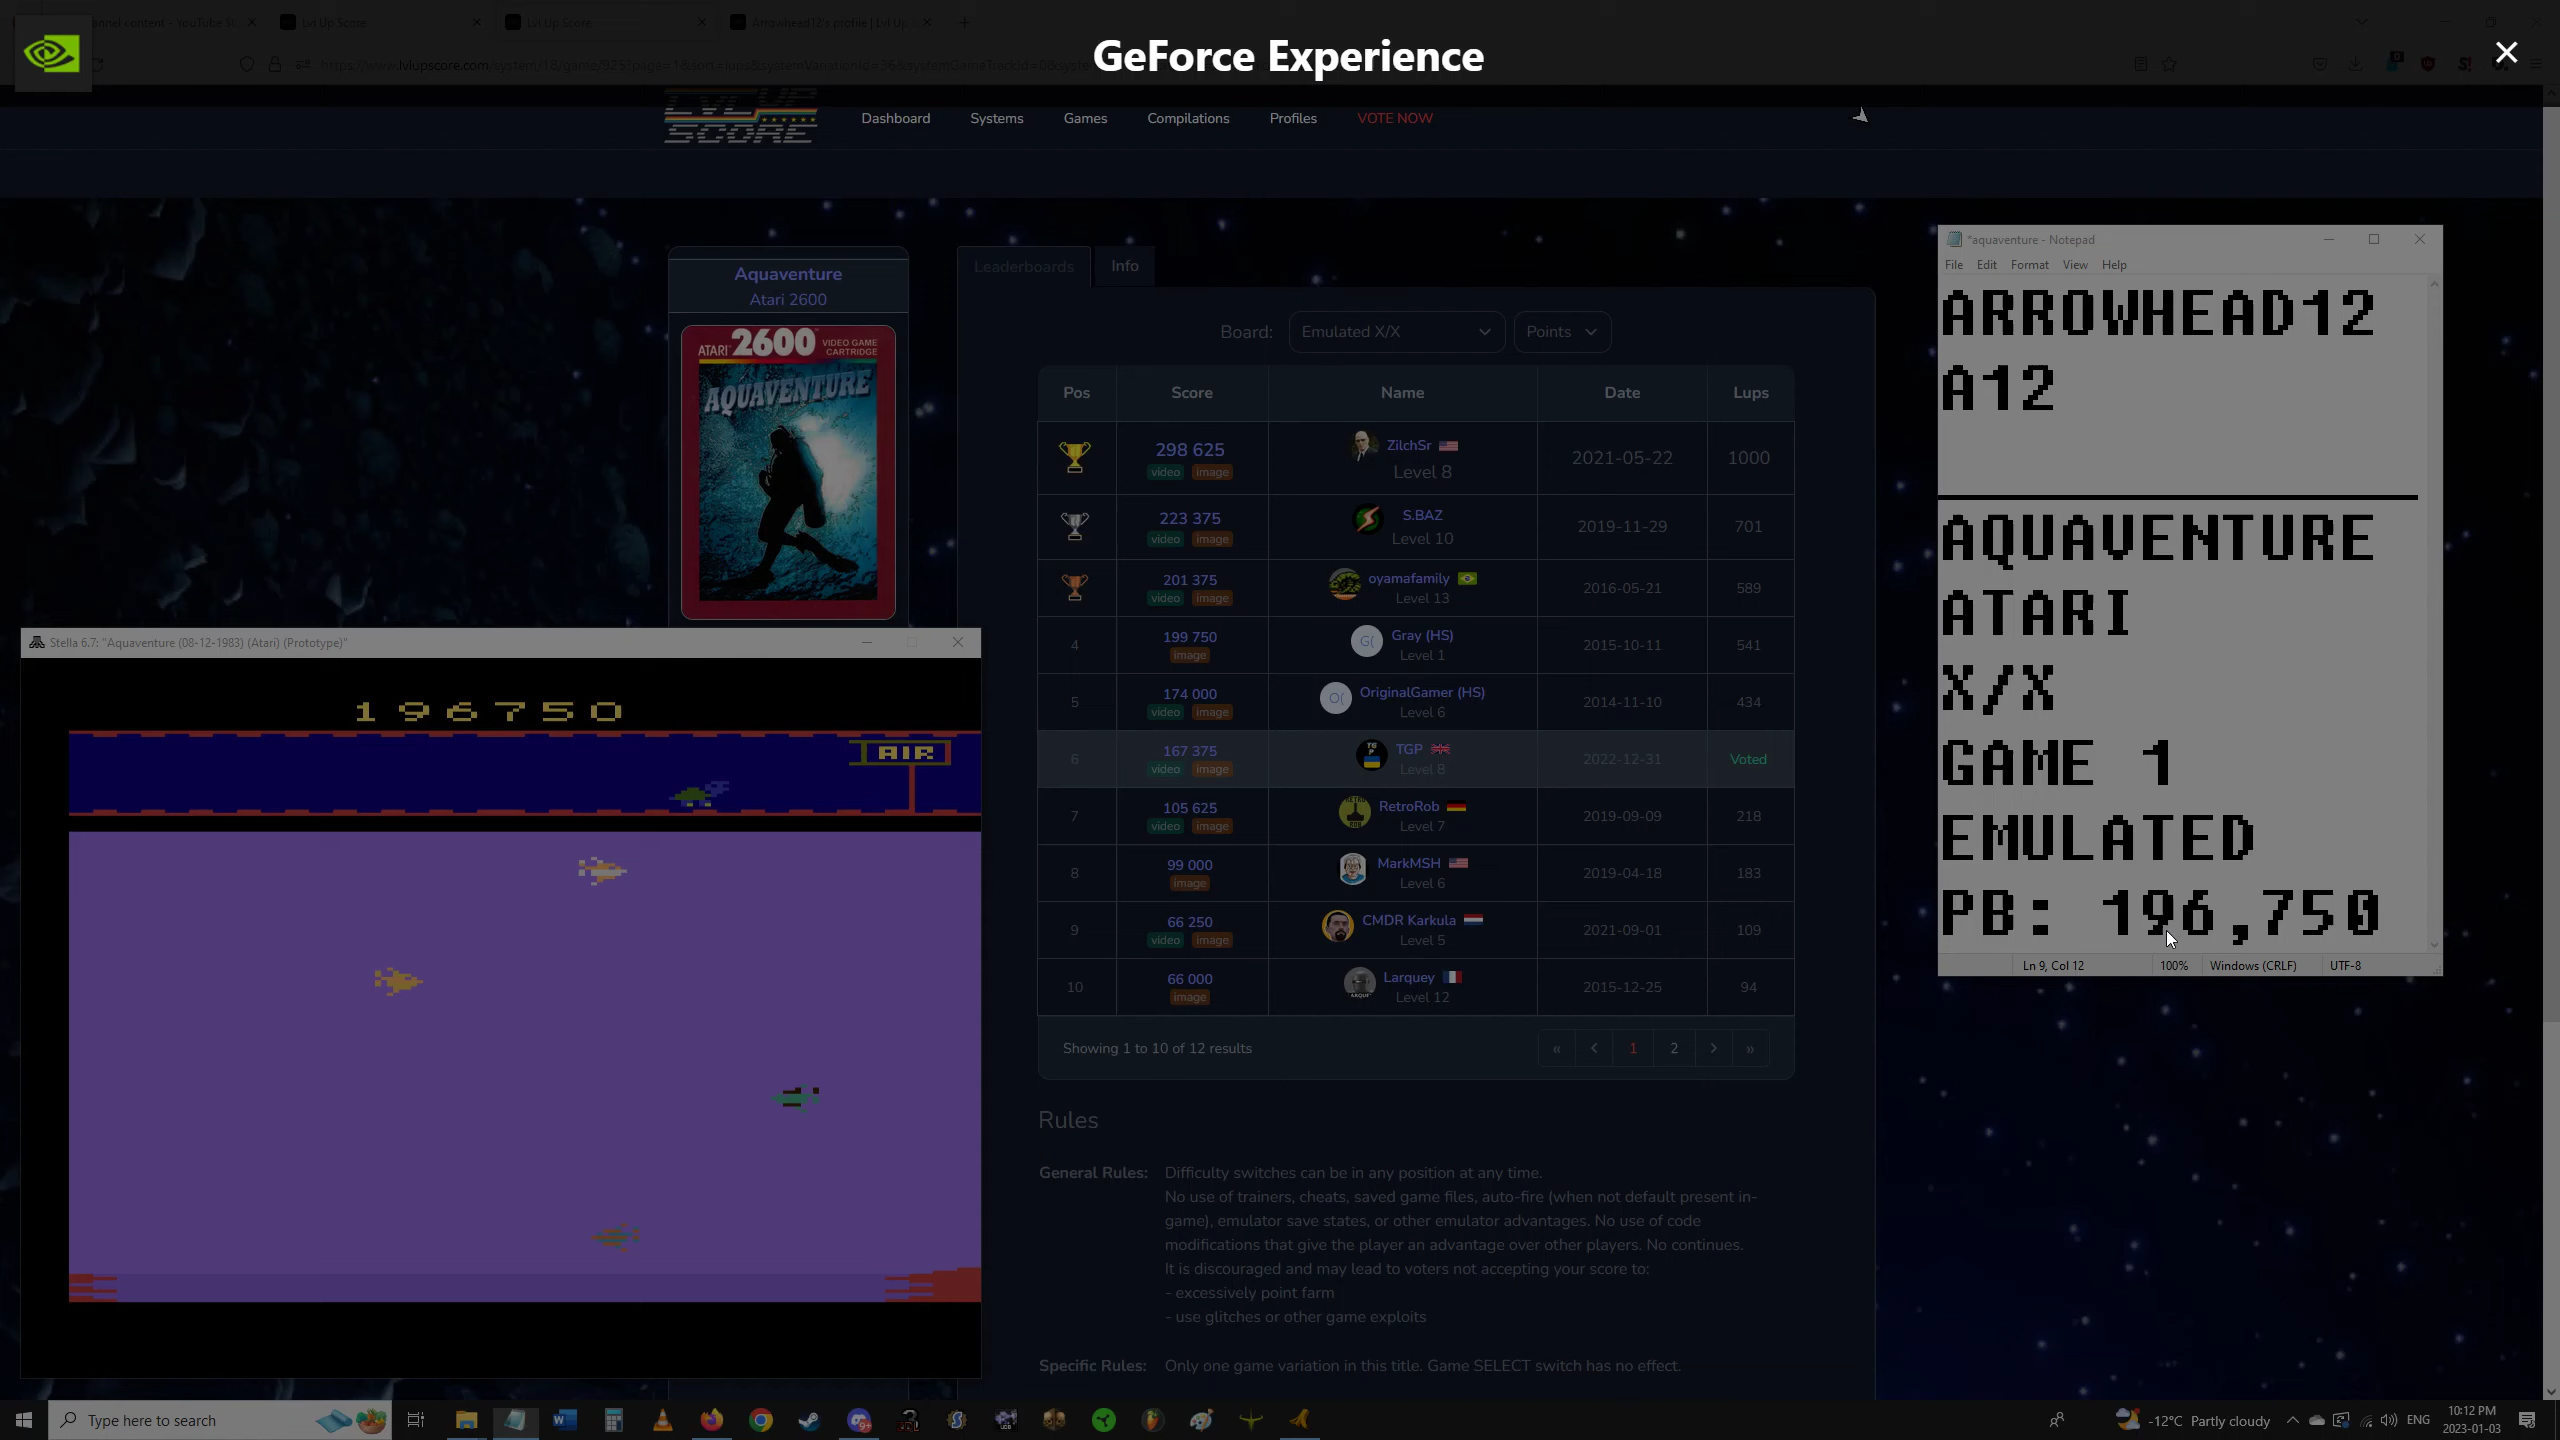 GeForce Experience
Lvl Up Score
Lvl Up Score
LVL UP
SCORE
Dashboard
Systems
Games
Compilations
Profiles
VOTE NOW
Aquaventure
Atari 2600
ATARI 2600 VIDEO GAME CARTRIDGE
AQUAVENTURE
Leaderboards
Info
Board:
Emulated X/X
Points
Pos Score Name Date Lups
298 625 ZilchSr 2021-05-22 1000
video image Level 8
223 375 S.BAZ 2019-11-29 701
video image Level 10
201 375 oyamafamily 2016-05-21 589
video image Level 13
4 199 750 Gray (HS) 2015-10-11 541
image Level 1
5 174 000 OriginalGamer (HS) 2014-11-10 434
video image Level 6
6 167 375 TGP 2022-12-31 Voted
video image Level 8
7 105 625 RetroRob 2019-09-09 218
video image Level 7
8 99 000 MarkMSH 2019-04-18 183
image Level 6
9 66 250 CMDR Karkula 2021-09-01 109
video image Level 5
10 66 000 Larquey 2015-12-25 94
image Level 12
Showing 1 to 10 of 12 results
« < 1 2 > »
Rules
General Rules: Difficulty switches can be in any position at any time.
No use of trainers, cheats, saved game files, auto-fire (when not default present in-
game), emulator save states, or other emulator advantages. No use of code
modifications that give the player an advantage over other players. No continues.
It is discouraged and may lead to voters not accepting your score to:
- excessively point farm
- use glitches or other game exploits
Specific Rules: Only one game variation in this title. Game SELECT switch has no effect.
Stella 6.7: "Aquaventure (08-12-1983) (Atari) (Prototype)"
196750
AIR
*aquaventure - Notepad
File Edit Format View Help
ARROWHEAD12
A12
AQUAVENTURE
ATARI
X/X
GAME 1
EMULATED
PB: 196,750
Ln 9, Col 12 100% Windows (CRLF) UTF-8
Type here to search
-12°C Partly cloudy
ENG
10:12 PM
2023-01-03